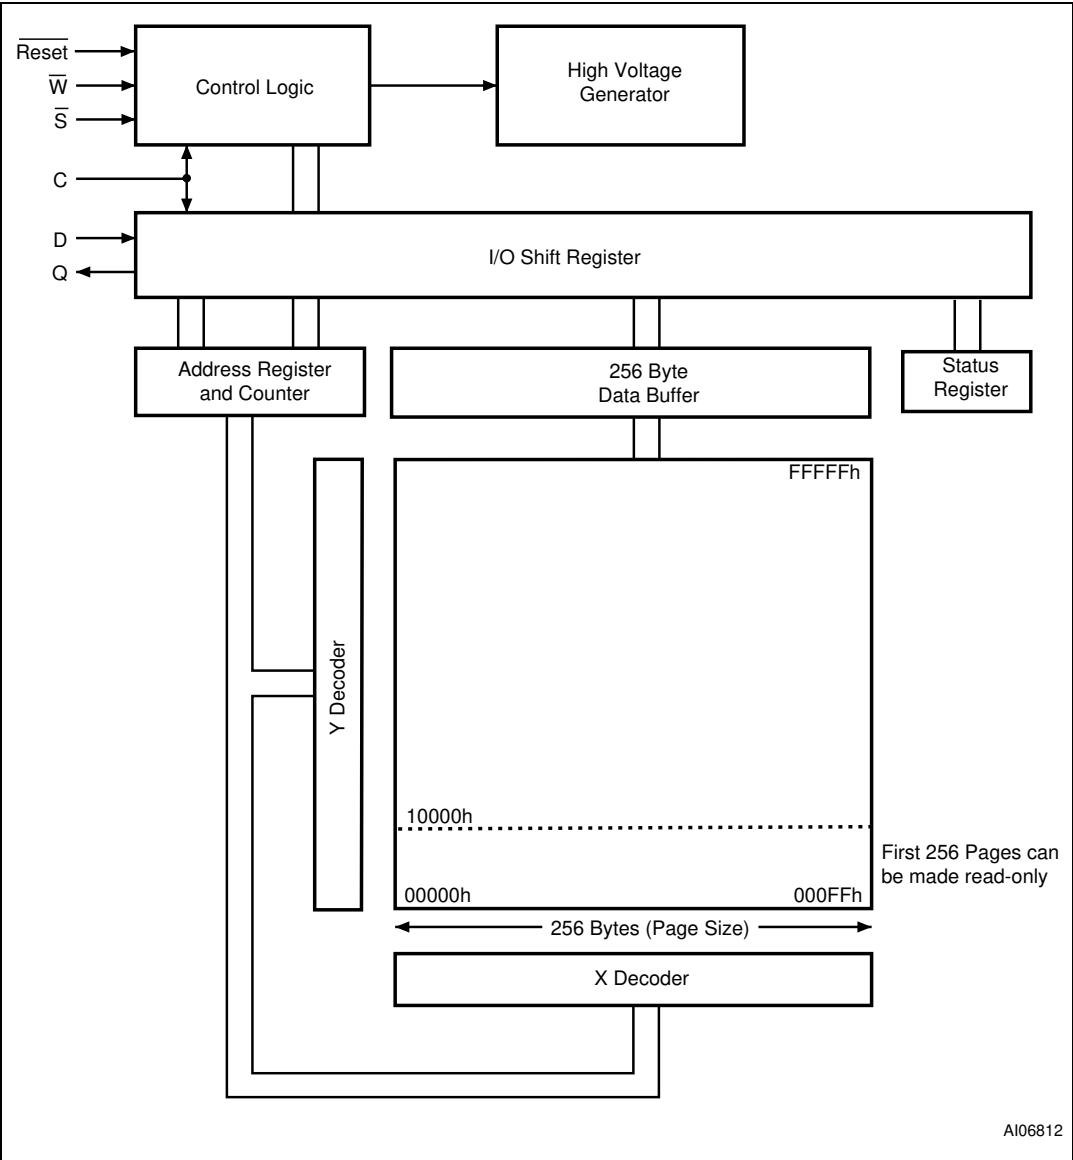 Reset
W
S
C
D
Q
Control Logic
High Voltage
Generator
I/O Shift Register
Address Register
and Counter
256 Byte
Data Buffer
Status
Register
Y Decoder
FFFFFh
10000h
00000h
000FFh
First 256 Pages can
be made read-only
256 Bytes (Page Size)
X Decoder
AI06812